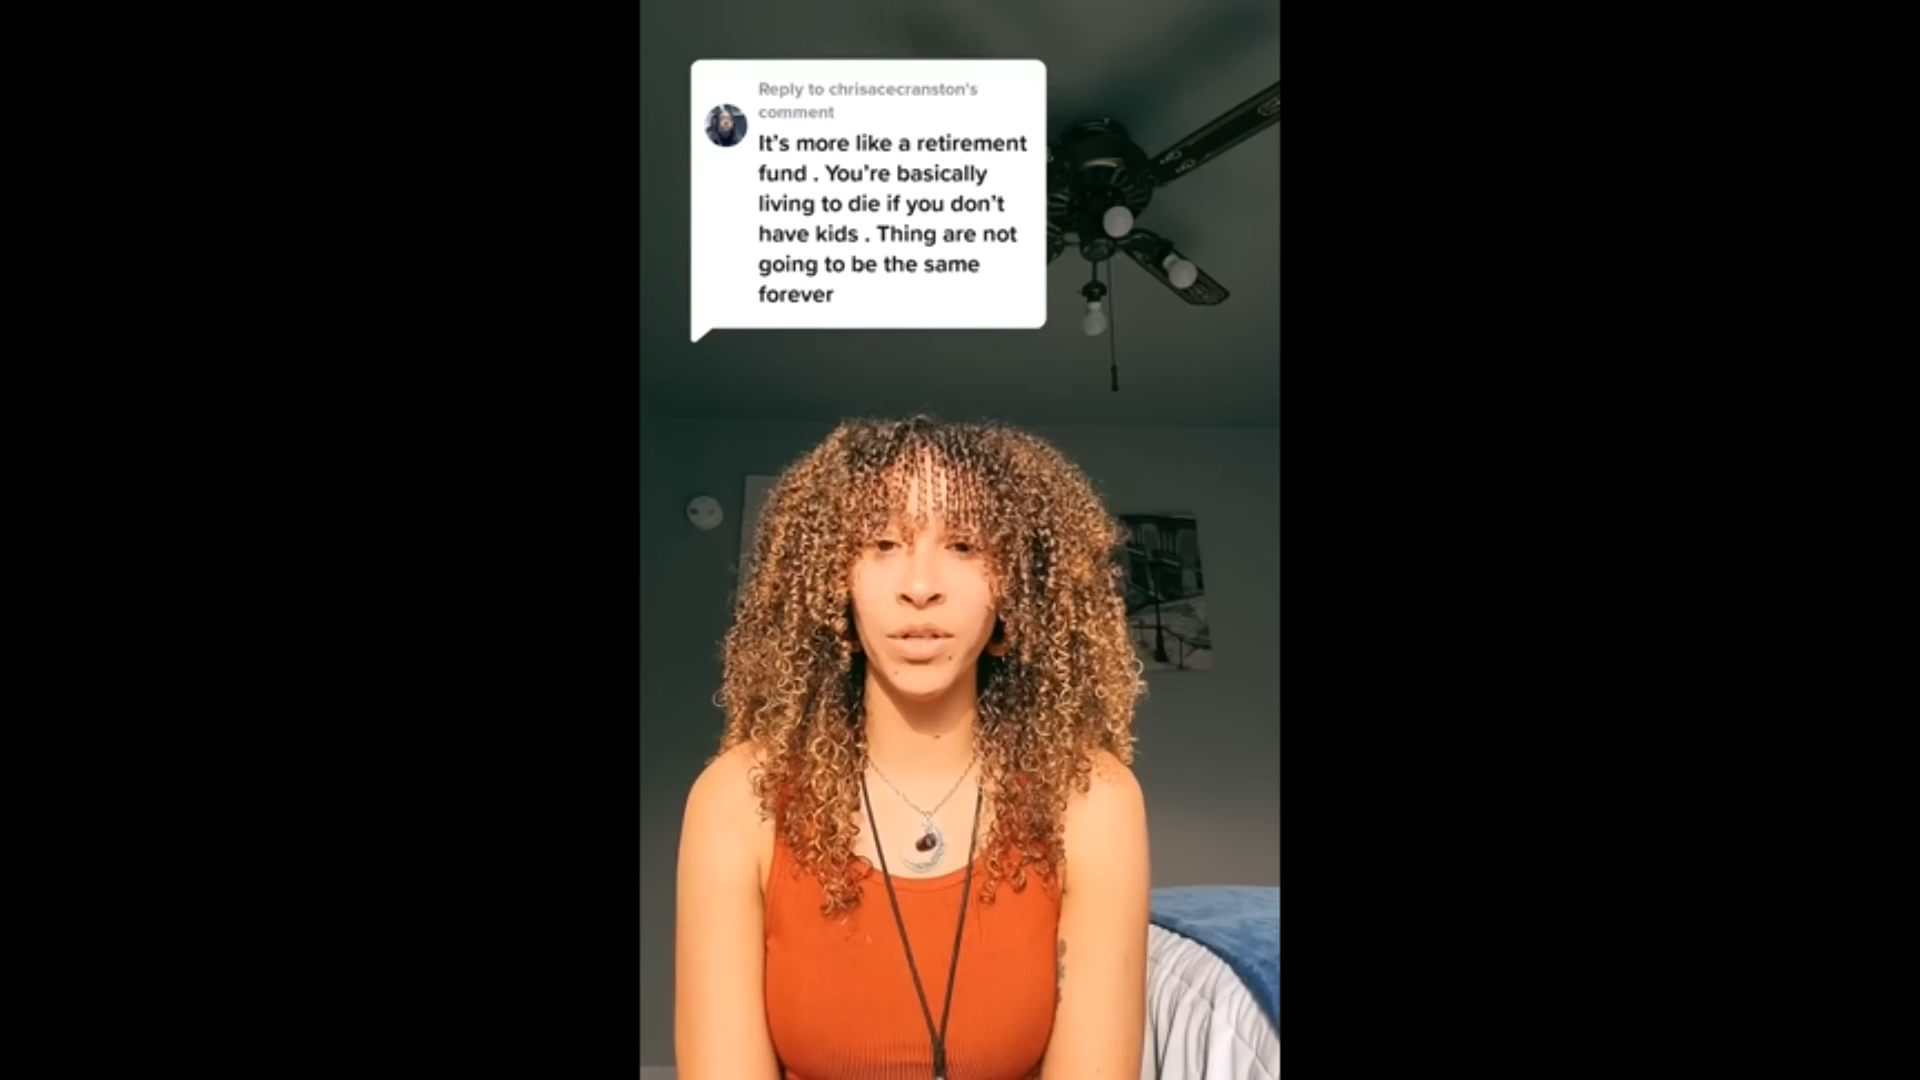 Reply to chrisacecranston's
comment
It's more like a retirement
fund . You're basically
living to die if you don't
have kids . Thing are not
going to be the same
forever